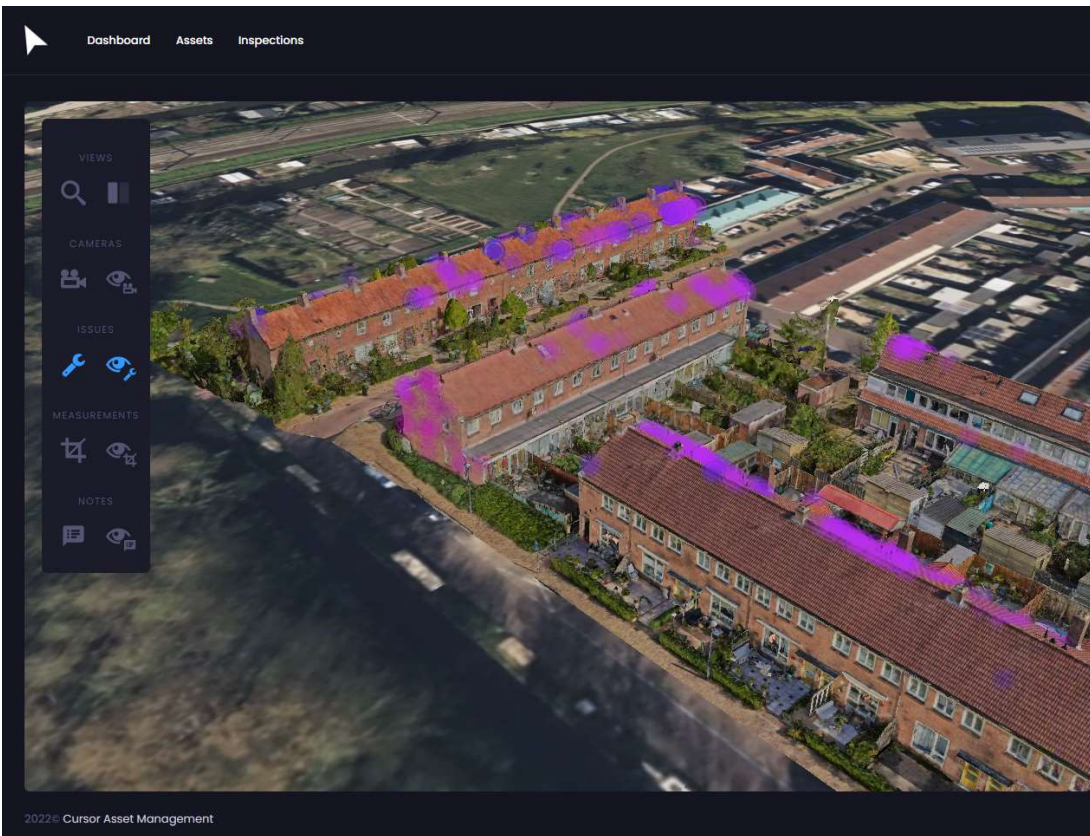 Dashboard Assets Inspections
VIEWS
CAMERAS
ISSUES
MEASUREMENTS
NOTES
2022© Cursor Asset Management